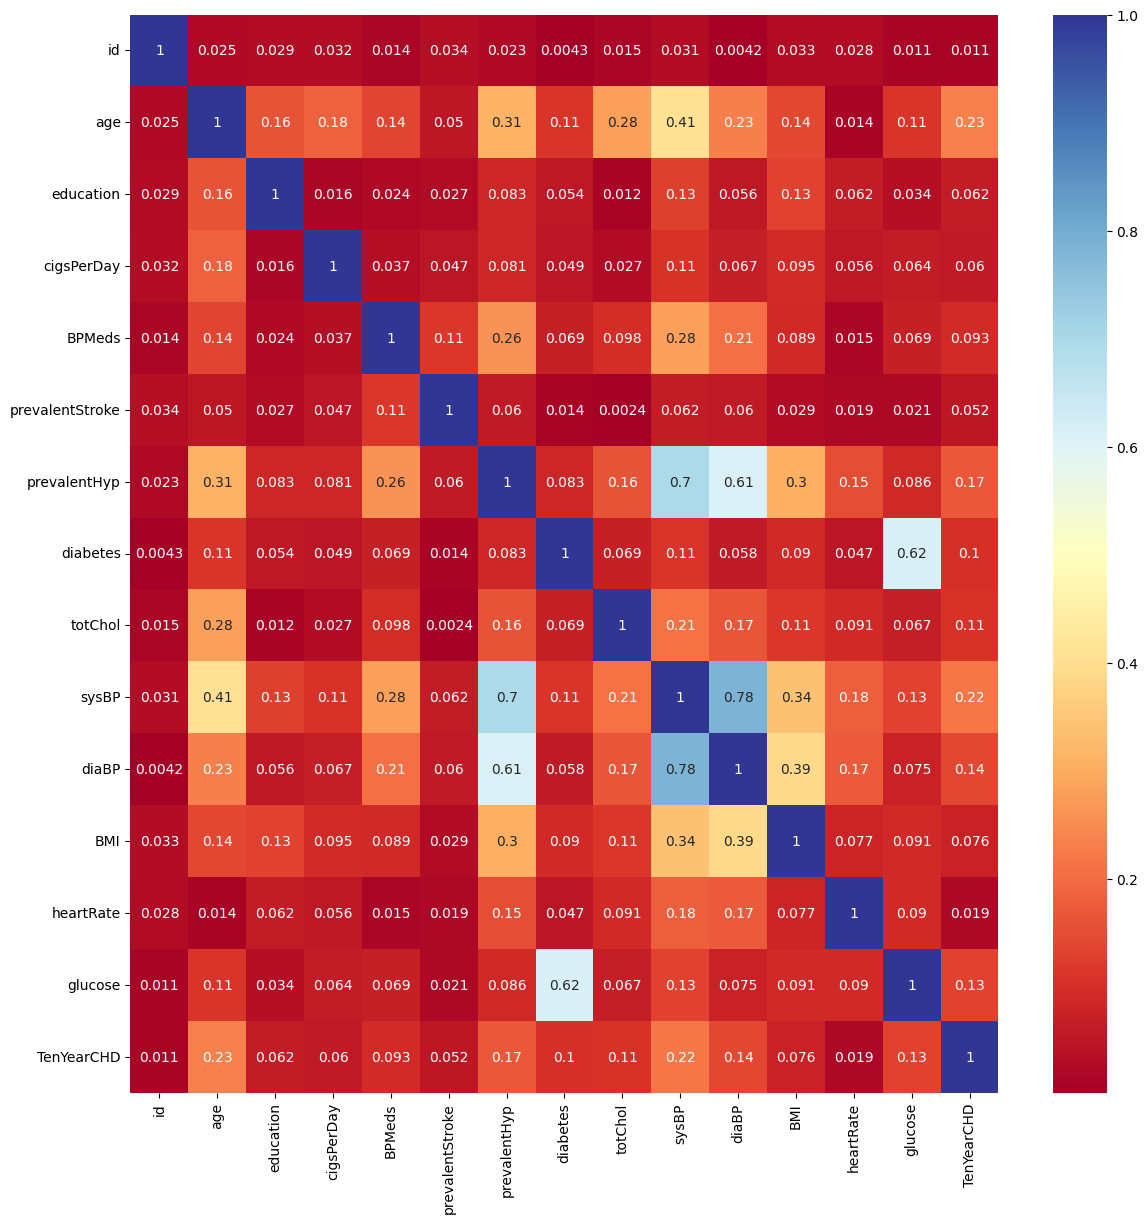 id 1 0.025 0.029 0.032 0.014 0.034 0.023 0.0043 0.015 0.031 0.0042 0.033 0.028 0.011 0.011
age 0.025 1 0.16 0.18 0.14 0.05 0.31 0.11 0.28 0.41 0.23 0.14 0.014 0.11 0.23
education 0.029 0.16 1 0.016 0.024 0.027 0.083 0.054 0.012 0.13 0.056 0.13 0.062 0.034 0.062
cigsPerDay 0.032 0.18 0.016 1 0.037 0.047 0.081 0.049 0.027 0.11 0.067 0.095 0.056 0.064 0.06
BPMeds 0.014 0.14 0.024 0.037 1 0.11 0.26 0.069 0.098 0.28 0.21 0.089 0.015 0.069 0.093
prevalentStroke 0.034 0.05 0.027 0.047 0.11 1 0.06 0.014 0.0024 0.062 0.06 0.029 0.019 0.021 0.052
prevalentHyp 0.023 0.31 0.083 0.081 0.26 0.06 1 0.083 0.16 0.7 0.61 0.3 0.15 0.086 0.17
diabetes 0.0043 0.11 0.054 0.049 0.069 0.014 0.083 1 0.069 0.11 0.058 0.09 0.047 0.62 0.1
totChol 0.015 0.28 0.012 0.027 0.098 0.0024 0.16 0.069 1 0.21 0.17 0.11 0.091 0.067 0.11
sysBP 0.031 0.41 0.13 0.11 0.28 0.062 0.7 0.11 0.21 1 0.78 0.34 0.18 0.13 0.22
diaBP 0.0042 0.23 0.056 0.067 0.21 0.06 0.61 0.058 0.17 0.78 1 0.39 0.17 0.075 0.14
BMI 0.033 0.14 0.13 0.095 0.089 0.029 0.3 0.09 0.11 0.34 0.39 1 0.077 0.091 0.076
heartRate 0.028 0.014 0.062 0.056 0.015 0.019 0.15 0.047 0.091 0.18 0.17 0.077 1 0.09 0.019
glucose 0.011 0.11 0.034 0.064 0.069 0.021 0.086 0.62 0.067 0.13 0.075 0.091 0.09 1 0.13
TenYearCHD 0.011 0.23 0.062 0.06 0.093 0.052 0.17 0.1 0.11 0.22 0.14 0.076 0.019 0.13 1
id age education cigsPerDay BPMeds prevalentStroke prevalentHyp diabetes totChol sysBP diaBP BMI heartRate glucose TenYearCHD
1.0
0.8
0.6
0.4
0.2